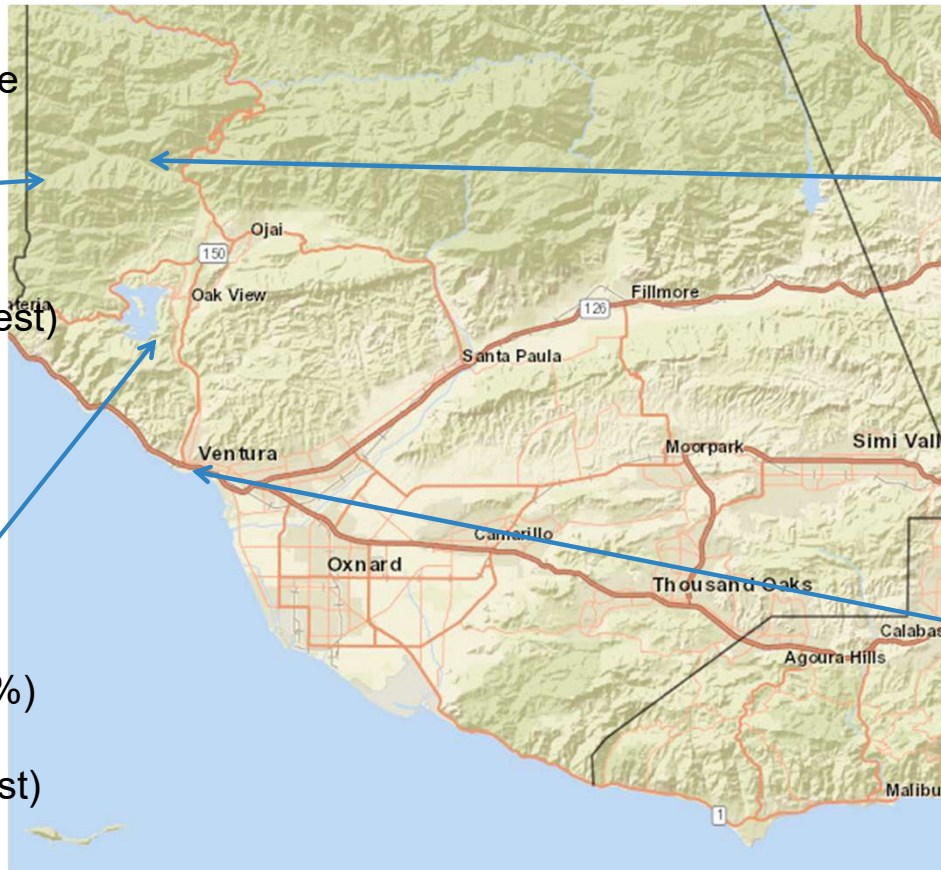 e
Ojai
150
Oak View
est)
Fillmore
126
Santa Paula
Ventura
Moorpark
Simi Vall
Camarillo
Oxnard
Thousand Oaks
Calabas
Agoura Hills
%)
st)
Malibu
1